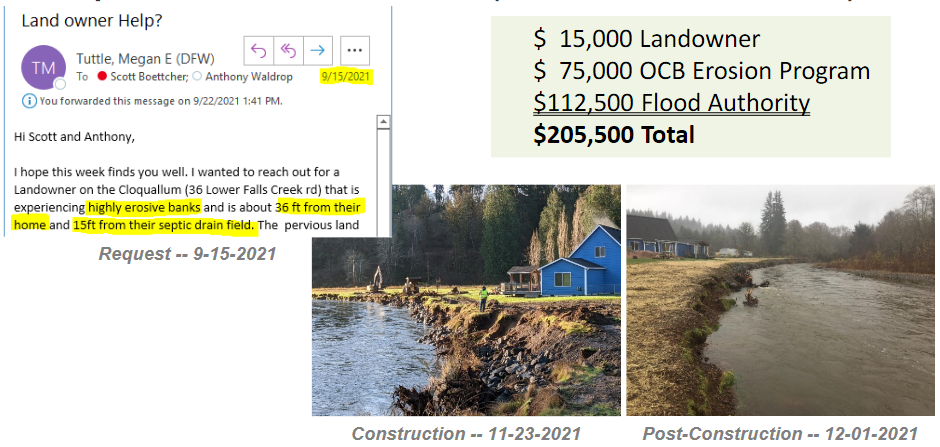 Land owner Help?
TM
Tuttle, Megan E (DFW)
To Scott Boettcher; Anthony Waldrop
9/15/2021
You forwarded this message on 9/22/2021 1:41 PM.
Hi Scott and Anthony,
I hope this week finds you well. I wanted to reach out for a
Landowner on the Cloquallum (36 Lower Falls Creek rd) that is
experiencing highly erosive banks and is about 36 ft from their
home and 15ft from their septic drain field. The pervious land
Request -- 9-15-2021
$ 15,000 Landowner
$ 75,000 OCB Erosion Program
$112,500 Flood Authority
$205,500 Total
Construction -- 11-23-2021
Post-Construction -- 12-01-2021